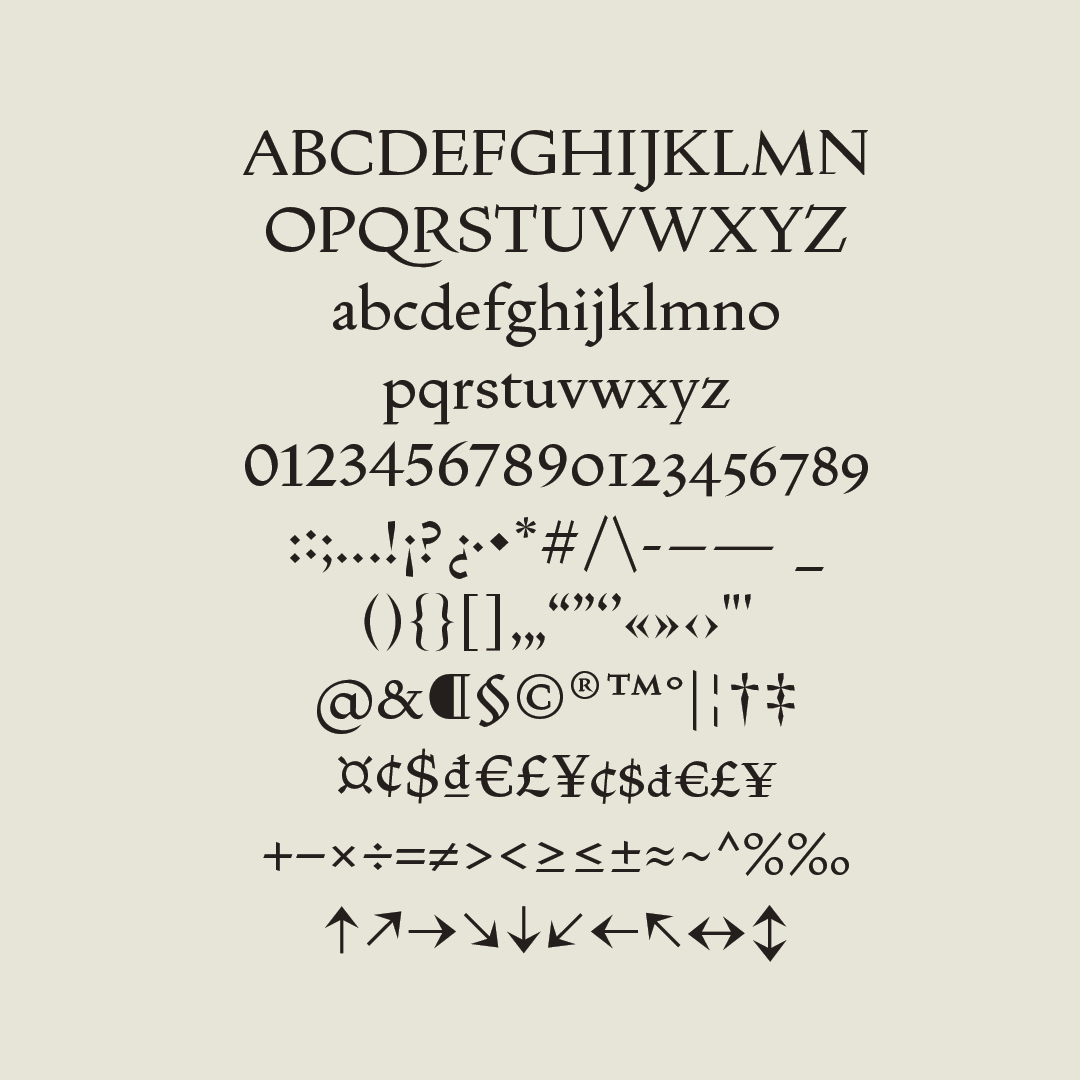 ABCDEFGHIJKLMN
OPQRSTUVWXYZ
abcdefghijklmno
pqrstuvwxyz
01234567890123456789
:;…!¡?¿·•*#/\-–— _
(){}[]‚„“”‘’«»‹›"'
@&¶§©®™°|¦†‡
¤¢$₫€£¥¢$₫€£¥
+−×÷=≠><≥≤±≈~^%‰
↑↗→↘↓↙←↖↔↕